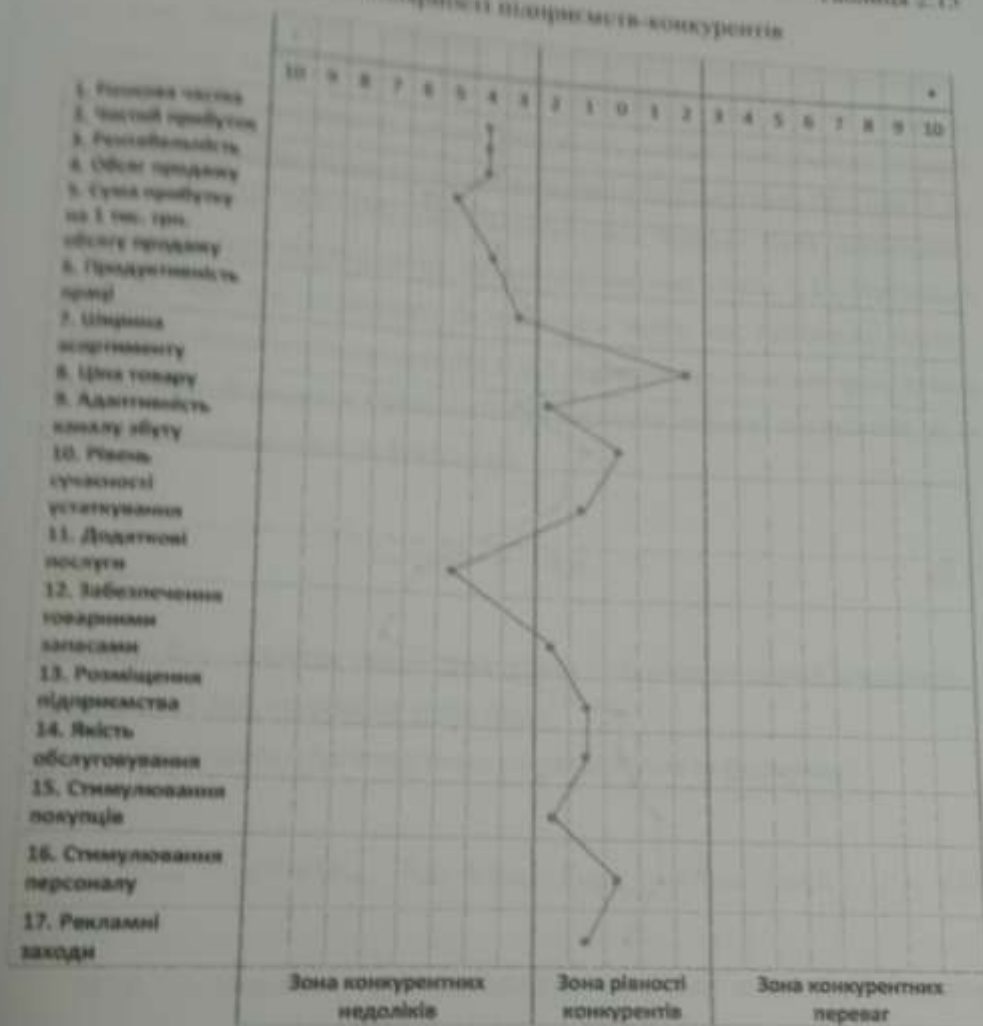 підприємств-конкурентів
10 9 8 7 6 5 4 3 2 1 0 1 2 3 4 5 6 7 8 9 10
1. Ринкова частка
2. Чистий прибуток
3. Рентабельність
4. Обсяг продажу
5. Сума прибутку
на 1 тис. грн.
обсягу продажу
6. Продуктивність
праці
7. Ширина
асортименту
8. Ціна товару
9. Адаптивність
каналу збуту
10. Рівень
сучасності
устаткування
11. Додаткові
послуги
12. Забезпечення
товарними
запасами
13. Розміщення
підприємства
14. Якість
обслуговування
15. Стимулювання
покупців
16. Стимулювання
персоналу
17. Рекламні
заходи
Зона конкурентних
недоліків
Зона рівності
конкурентів
Зона конкурентних
переваг